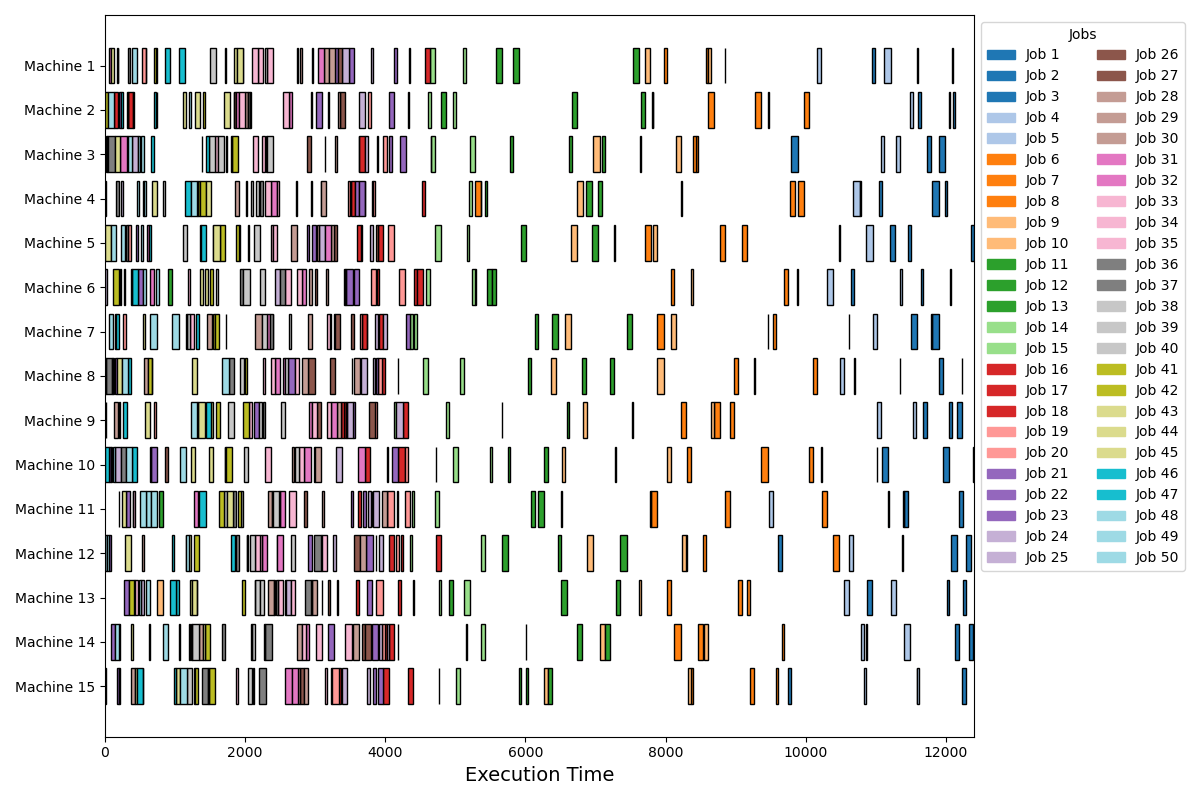 Machine 1
Machine 2
Machine 3
Machine 4
Machine 5
Machine 6
Machine 7
Machine 8
Machine 9
Machine 10
Machine 11
Machine 12
Machine 13
Machine 14
Machine 15
0 2000 4000 6000 8000 10000 12000
Execution Time
Jobs
Job 1 Job 26
Job 2 Job 27
Job 3 Job 28
Job 4 Job 29
Job 5 Job 30
Job 6 Job 31
Job 7 Job 32
Job 8 Job 33
Job 9 Job 34
Job 10 Job 35
Job 11 Job 36
Job 12 Job 37
Job 13 Job 38
Job 14 Job 39
Job 15 Job 40
Job 16 Job 41
Job 17 Job 42
Job 18 Job 43
Job 19 Job 44
Job 20 Job 45
Job 21 Job 46
Job 22 Job 47
Job 23 Job 48
Job 24 Job 49
Job 25 Job 50